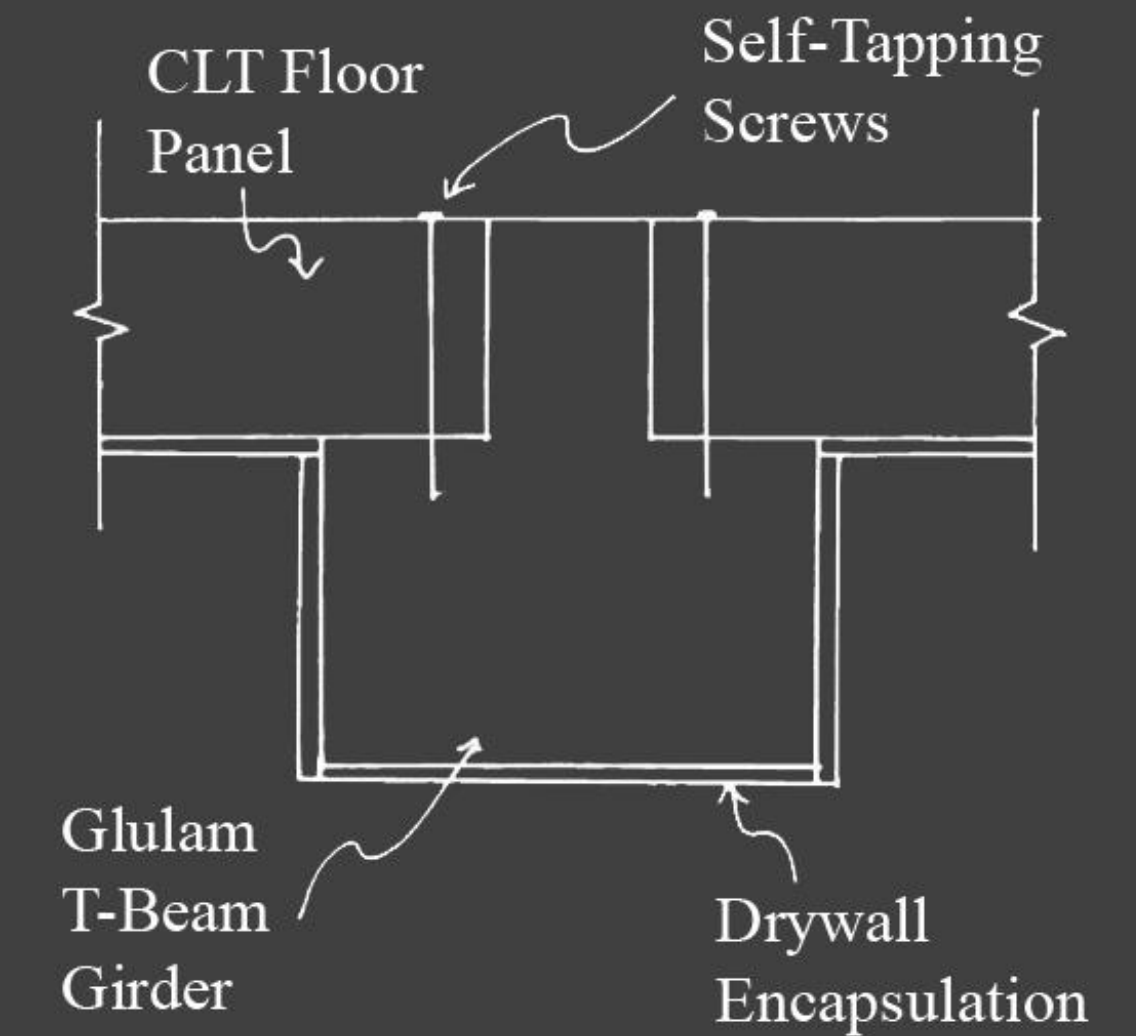 CLT Floor
Panel
Self-Tapping
Screws
Glulam
T-Beam
Girder
Drywall
Encapsulation